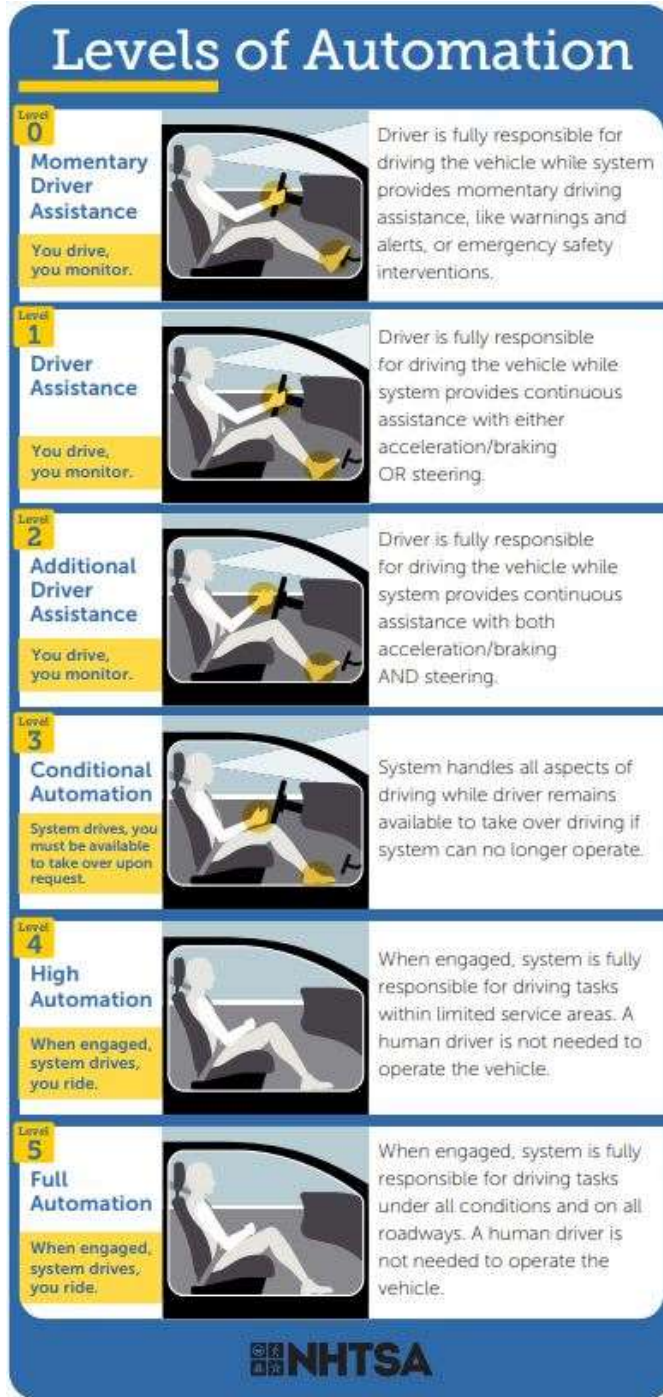 Levels of Automation
Level
0
Momentary
Driver
Assistance
You drive,
you monitor.
Driver is fully responsible for
driving the vehicle while system
provides momentary driving
assistance, like warnings and
alerts, or emergency safety
interventions.
Level
1
Driver
Assistance
You drive,
you monitor.
Driver is fully responsible
for driving the vehicle while
system provides continuous
assistance with either
acceleration/braking
OR steering.
Level
2
Additional
Driver
Assistance
You drive,
you monitor.
Driver is fully responsible
for driving the vehicle while
system provides continuous
assistance with both
acceleration/braking
AND steering.
Level
3
Conditional
Automation
System drives, you
must be available
to take over upon
request.
System handles all aspects of
driving while driver remains
available to take over driving if
system can no longer operate.
Level
4
High
Automation
When engaged,
system drives,
you ride.
When engaged, system is fully
responsible for driving tasks
within limited service areas. A
human driver is not needed to
operate the vehicle.
Level
5
Full
Automation
When engaged,
system drives,
you ride.
When engaged, system is fully
responsible for driving tasks
under all conditions and on all
roadways. A human driver is
not needed to operate the
vehicle.
NHTSA